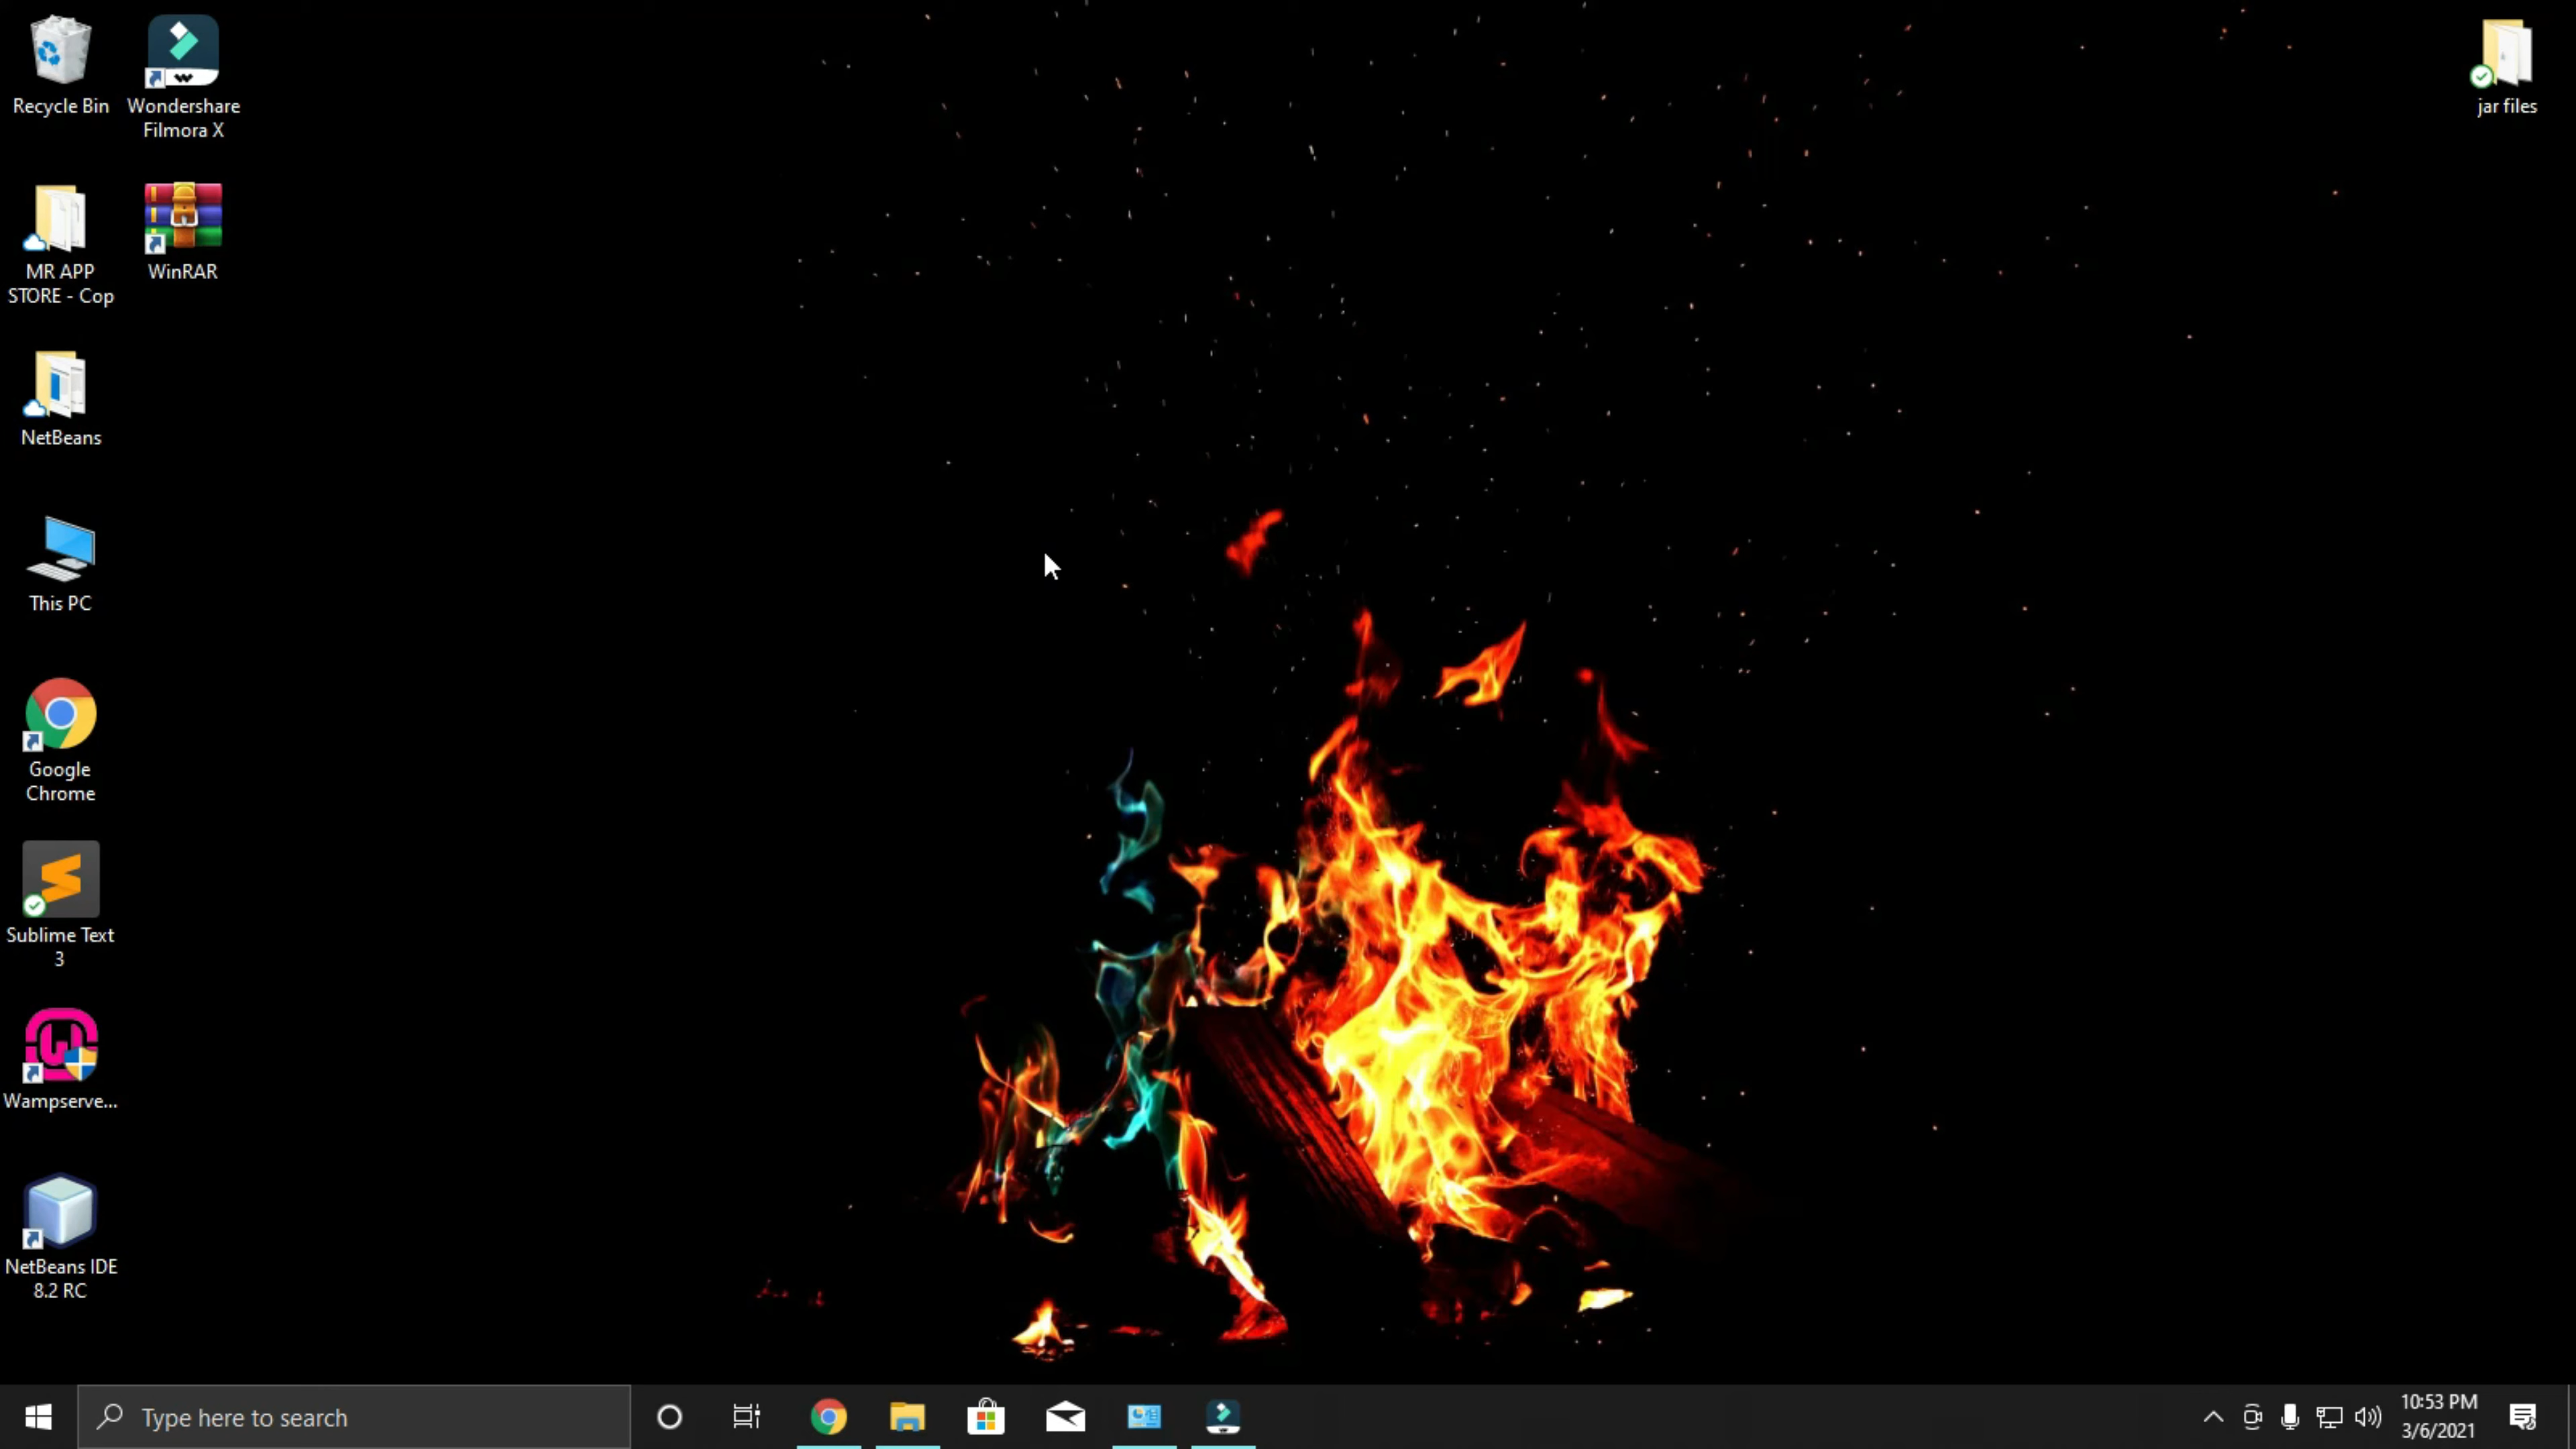 Recycle Bin
Wondershare
Filmora X
jar files
MR APP
STORE - Cop
WinRAR
NetBeans
This PC
Google
Chrome
Sublime Text
3
Wampserve...
NetBeans IDE
8.2 RC
Type here to search
10:53 PM
3/6/2021